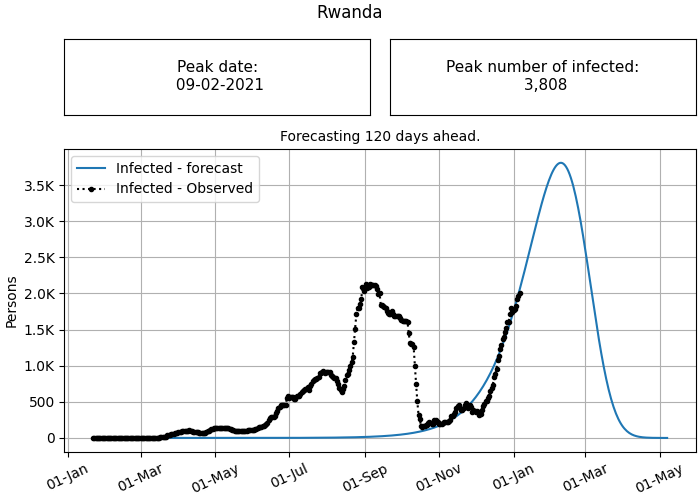 Rwanda
Peak date:
09-02-2021
Peak number of infected:
3,808
Forecasting 120 days ahead.
Infected - forecast
Infected - Observed
Persons
3.5K
3.0K
2.5K
2.0K
1.5K
1.0K
500
0
01-Jan
01-Mar
01-May
01-Jul
01-Sep
01-Nov
01-Jan
01-Mar
01-May